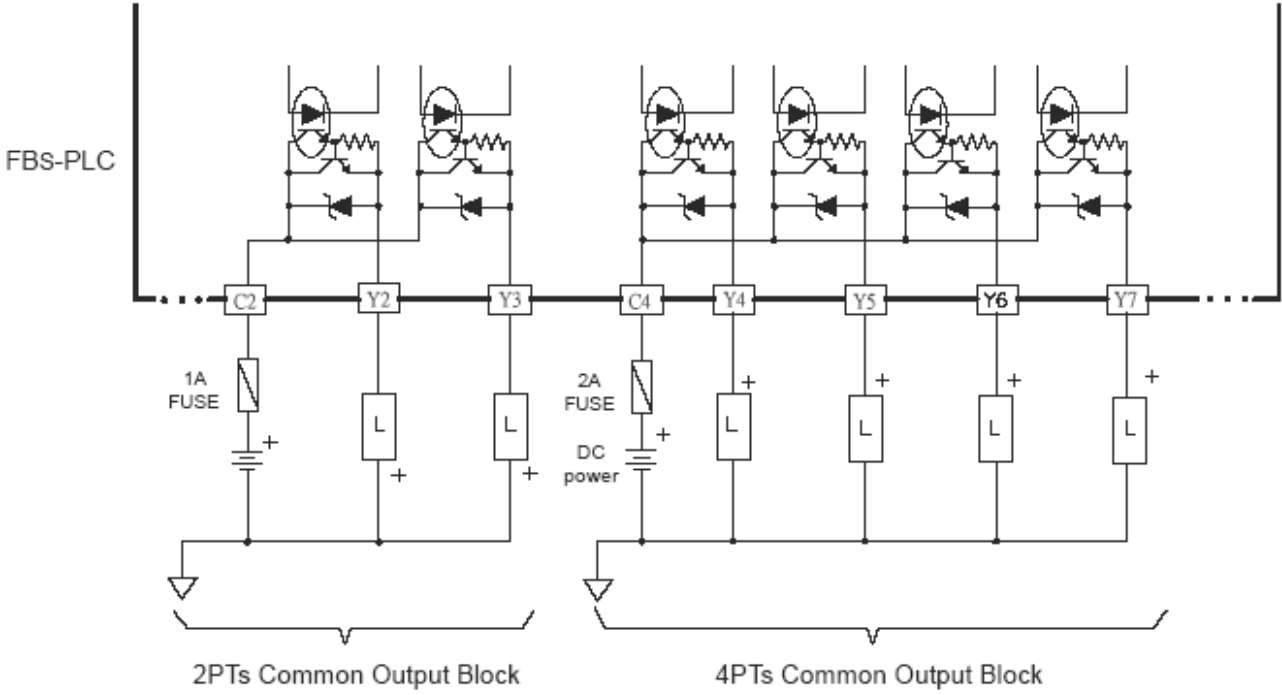 FBs-PLC
C2 Y2 Y3 C4 Y4 Y5 Y6 Y7
1A
FUSE
+
L
+
L
+
2A
FUSE
DC
power
+
L
+
L
+
L
+
L
+
2PTs Common Output Block
4PTs Common Output Block